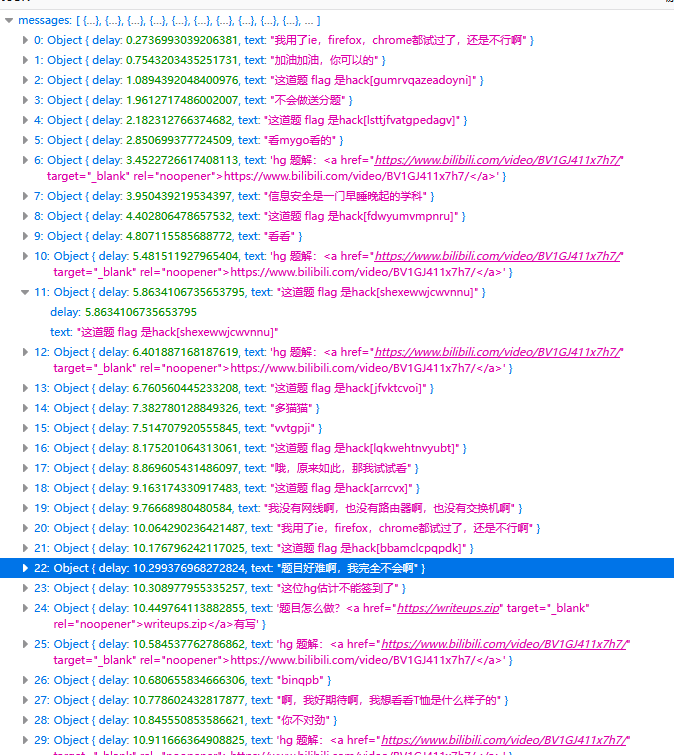 messages: [ {…}, {…}, {…}, {…}, {…}, {…}, {…}, {…}, {…}, {…}, … ]
0: Object { delay: 0.2736993039206381, text: "我用了ie，firefox，chrome都试过了，还是不行啊" }
1: Object { delay: 0.7543203435251731, text: "加油加油，你可以的" }
2: Object { delay: 1.0894392048400976, text: "这道题 flag 是hack[gumrvqazeadoyni]" }
3: Object { delay: 1.9612717486002007, text: "不会做送分题" }
4: Object { delay: 2.182312766374682, text: "这道题 flag 是hack[lsttjfvatgpedagv]" }
5: Object { delay: 2.850699377724509, text: "看mygo看的" }
6: Object { delay: 3.4522726617408113, text: 'hg 题解：<a href="https://www.bilibili.com/video/BV1GJ411x7h7/"
target="_blank" rel="noopener">https://www.bilibili.com/video/BV1GJ411x7h7/</a>' }
7: Object { delay: 3.950439219534397, text: "信息安全是一门早睡晚起的学科" }
8: Object { delay: 4.402806478657532, text: "这道题 flag 是hack[fdwyumvmpnru]" }
9: Object { delay: 4.807115585688772, text: "看看" }
10: Object { delay: 5.481511927965404, text: 'hg 题解：<a href="https://www.bilibili.com/video/BV1GJ411x7h7/"
target="_blank" rel="noopener">https://www.bilibili.com/video/BV1GJ411x7h7/</a>' }
11: Object { delay: 5.8634106735653795, text: "这道题 flag 是hack[shexewwjcwvnnu]" }
delay: 5.8634106735653795
text: "这道题 flag 是hack[shexewwjcwvnnu]"
12: Object { delay: 6.401887168187619, text: 'hg 题解：<a href="https://www.bilibili.com/video/BV1GJ411x7h7/"
target="_blank" rel="noopener">https://www.bilibili.com/video/BV1GJ411x7h7/</a>' }
13: Object { delay: 6.760560445233208, text: "这道题 flag 是hack[jfvktcvoi]" }
14: Object { delay: 7.382780128849326, text: "多猫猫" }
15: Object { delay: 7.514707920555845, text: "vvtgpji" }
16: Object { delay: 8.175201064313061, text: "这道题 flag 是hack[lqkwehtnvyubt]" }
17: Object { delay: 8.869605431486097, text: "哦，原来如此，那我试试看" }
18: Object { delay: 9.163174330917483, text: "这道题 flag 是hack[arrcvx]" }
19: Object { delay: 9.76668980480584, text: "我没有网线啊，也没有路由器啊，也没有交换机啊" }
20: Object { delay: 10.064290236421487, text: "我用了ie，firefox，chrome都试过了，还是不行啊" }
21: Object { delay: 10.176796242117025, text: "这道题 flag 是hack[bbamclcpqpdk]" }
22: Object { delay: 10.299376968272824, text: "题目好难啊，我完全不会啊" }
23: Object { delay: 10.308977955335257, text: "这位hg估计不能签到了" }
24: Object { delay: 10.449764113882855, text: '题目怎么做？<a href="https://writeups.zip" target="_blank"
rel="noopener">writeups.zip</a>有写' }
25: Object { delay: 10.584537762786862, text: 'hg 题解：<a href="https://www.bilibili.com/video/BV1GJ411x7h7/"
target="_blank" rel="noopener">https://www.bilibili.com/video/BV1GJ411x7h7/</a>' }
26: Object { delay: 10.680655834666306, text: "binqpb" }
27: Object { delay: 10.778602432817877, text: "啊，我好期待啊，我想看看T恤是什么样子的" }
28: Object { delay: 10.845550853586621, text: "你不对劲" }
29: Object { delay: 10.911666364908825, text: 'hg 题解：<a href="https://www.bilibili.com/video/BV1GJ411x7h7/"